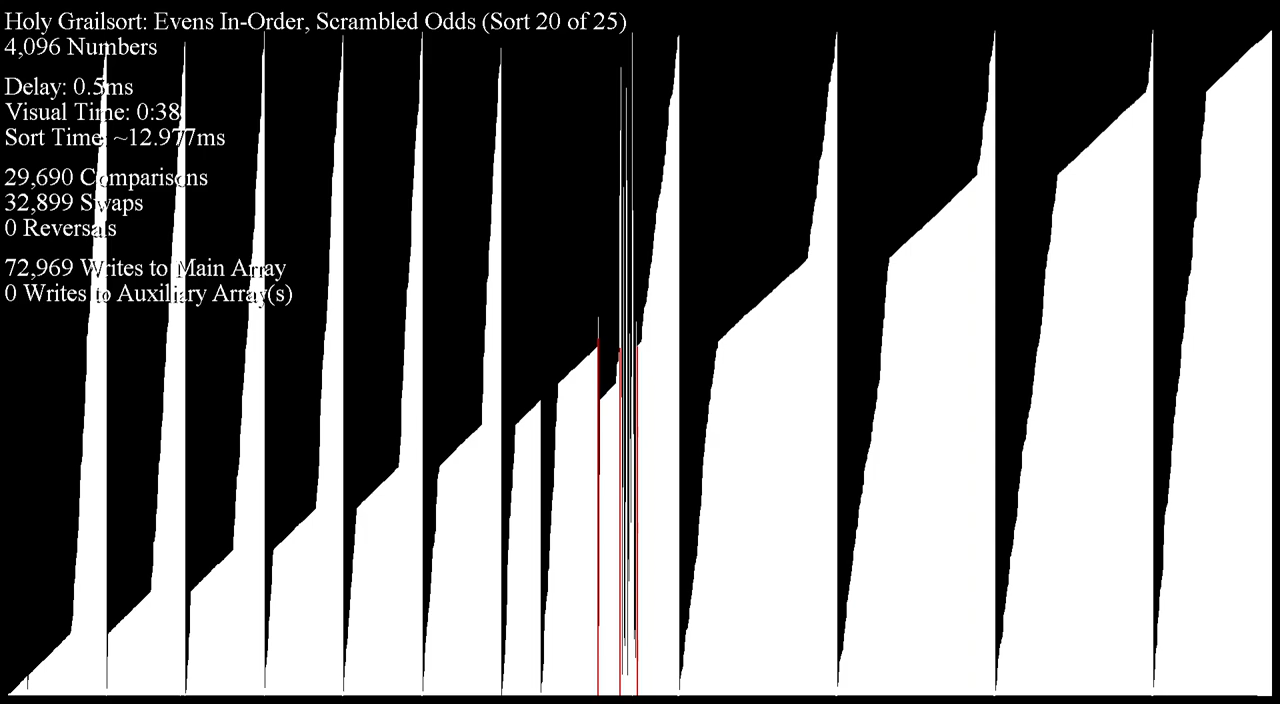 Holy Grailsort: Evens In-Order, Scrambled Odds (Sort 20 of 25)
4,096 Numbers
Delay: 0.5ms
Visual Time: 0:38
Sort Time: ~12.977ms
29,690 Comparisons
32,899 Swaps
0 Reversals
72,969 Writes to Main Array
0 Writes to Auxiliary Array(s)